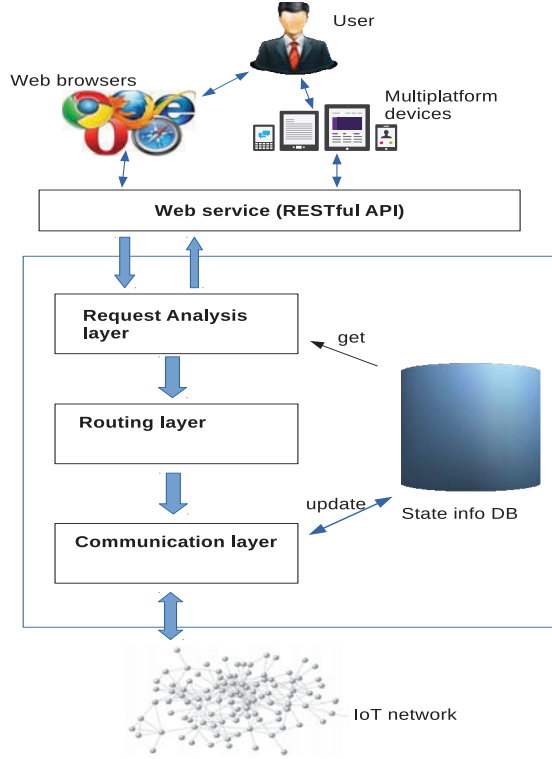 User
Web browsers
Multiplatform
devices
Web service (RESTful API)
Request Analysis
layer
get
Routing layer
update
State info DB
Communication layer
IoT network